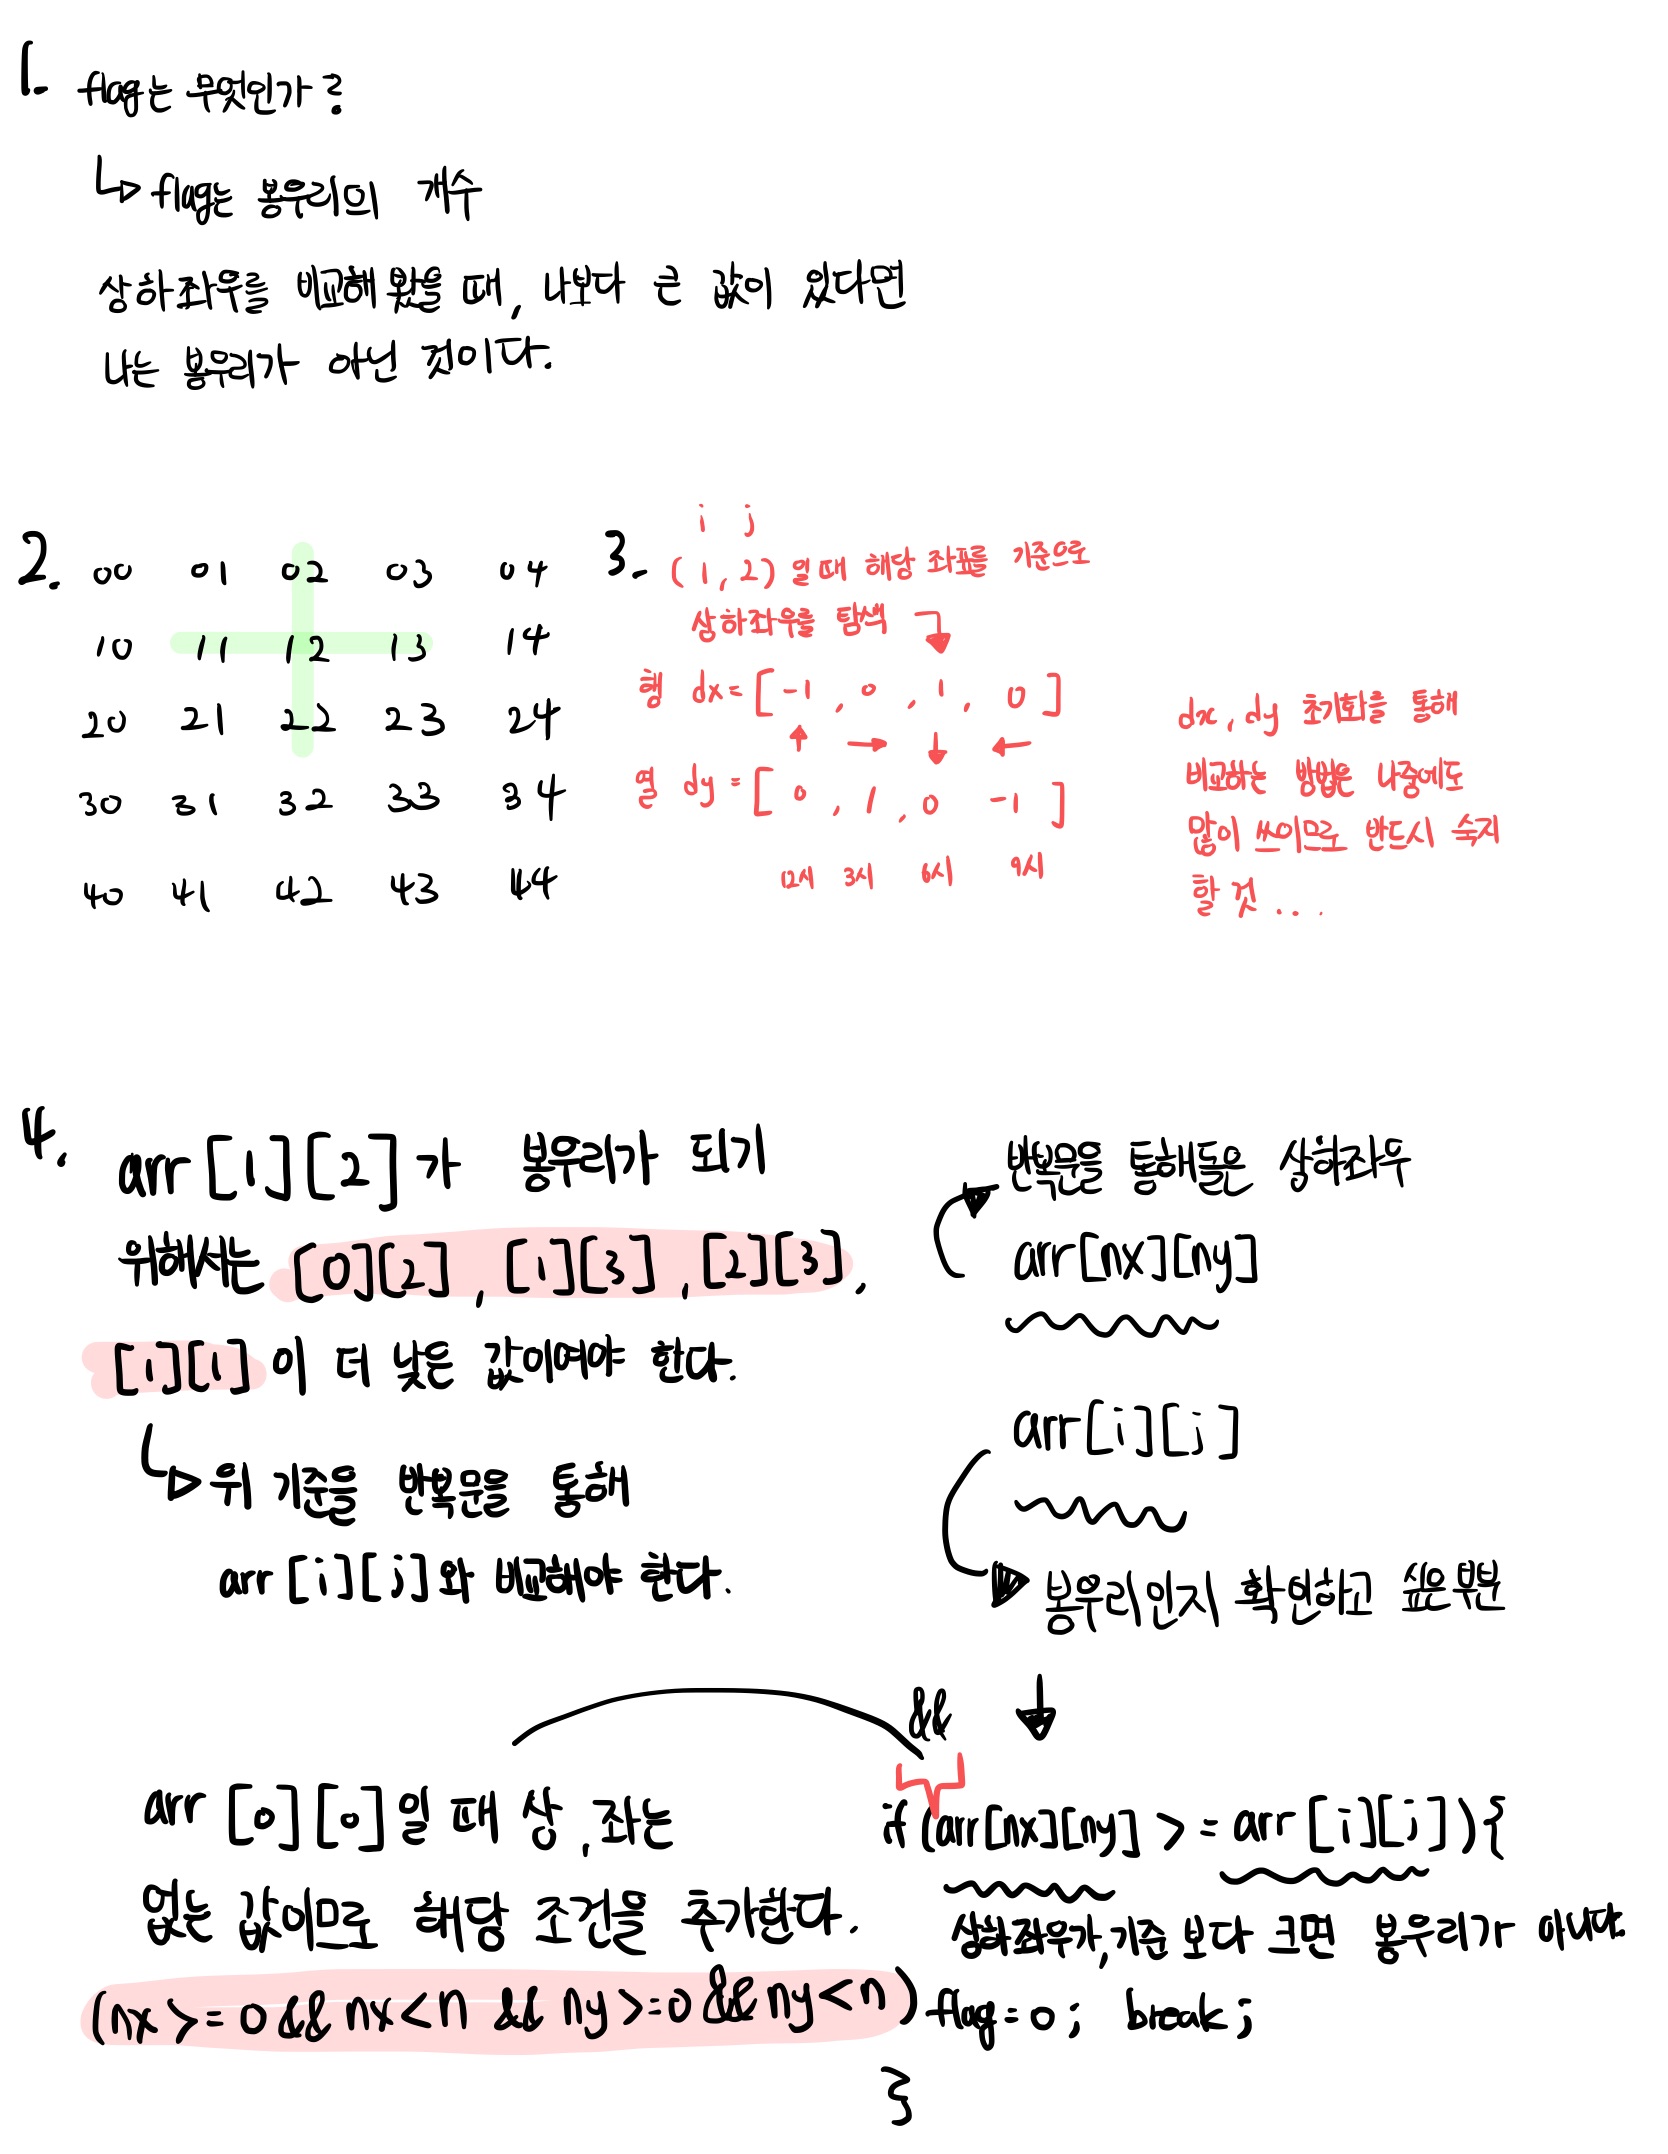 1. flag는 무엇인가?
↳ flag는 봉우리의 개수
상하좌우를 비교해 봤을 때, 나보다 큰 값이 있다면
나는 봉우리가 아닌 것이다.
2.
00 01 02 03 04
10 11 12 13 14
20 21 22 23 24
30 31 32 33 34
40 41 42 43 44
3.
i j
(1, 2) 일 때 해당 좌표를 기준으로
상하좌우를 탐색
행 dx=[-1, 0, 1, 0]
↑ → ↓ ←
열 dy=[0, 1, 0 -1]
12시 3시 6시 9시
dx, dy 초기화를 통해
비교하는 방법은 나중에도
많이 쓰이므로 반드시 숙지
할 것...
4.
arr[1][2]가 봉우리가 되기
위해서는 [0][2], [1][3], [2][3],
[1][1]이 더 낮은 값이여야 한다.
↳ 위 기준을 반복문을 통해
arr[i][j]와 비교해야 한다.
반복문을 통해 돌은 상하좌우
arr[nx][ny]
arr[i][j]
봉우리인지 확인하고 싶은 부분
↓
arr[0][0]일 때 상, 좌는
없는 값이므로 해당 조건을 추가한다.
(nx>=0 && nx<n && ny>=0 && ny<n)
&&
if(arr[nx][ny] >= arr[i][j]){
상하좌우가, 기준 보다 크면 봉우리가 아니다.
flag=0; break;
}